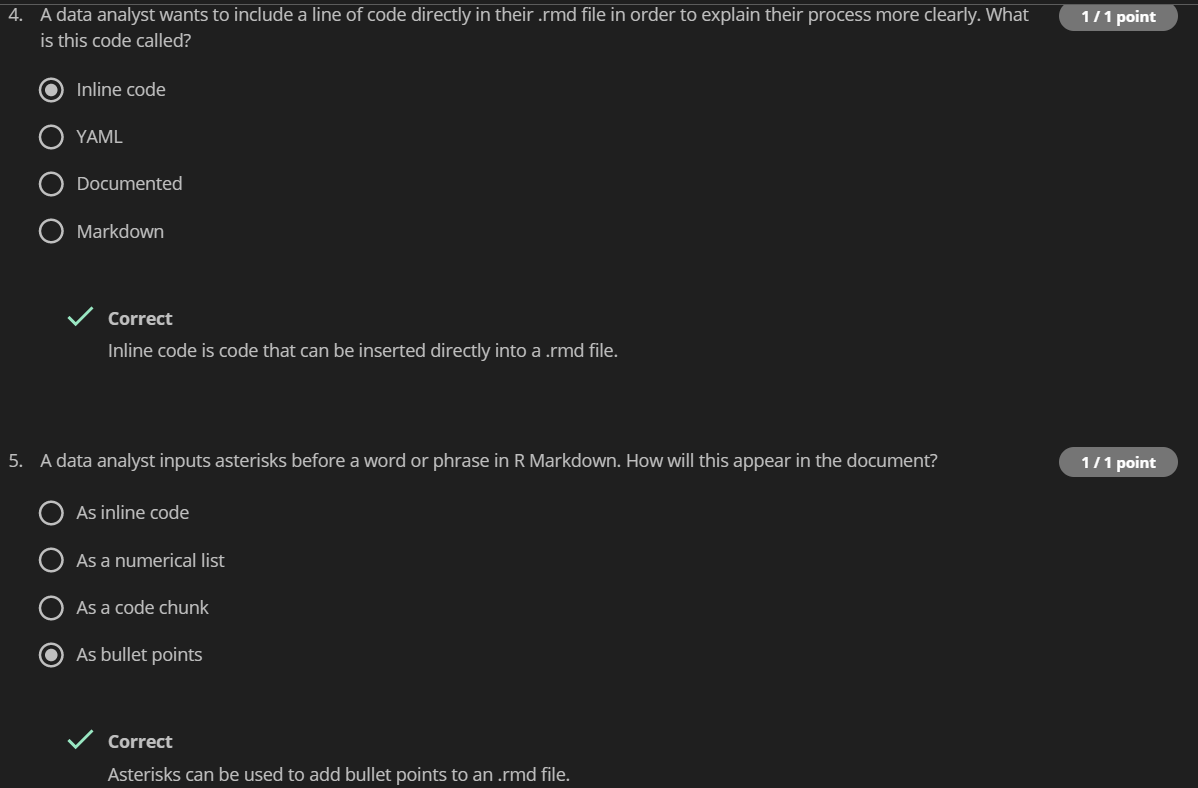 4. A data analyst wants to include a line of code directly in their .rmd file in order to explain their process more clearly. What
is this code called?
1 / 1 point
Inline code
YAML
Documented
Markdown
Correct
Inline code is code that can be inserted directly into a .rmd file.
5. A data analyst inputs asterisks before a word or phrase in R Markdown. How will this appear in the document?
1 / 1 point
As inline code
As a numerical list
As a code chunk
As bullet points
Correct
Asterisks can be used to add bullet points to an .rmd file.